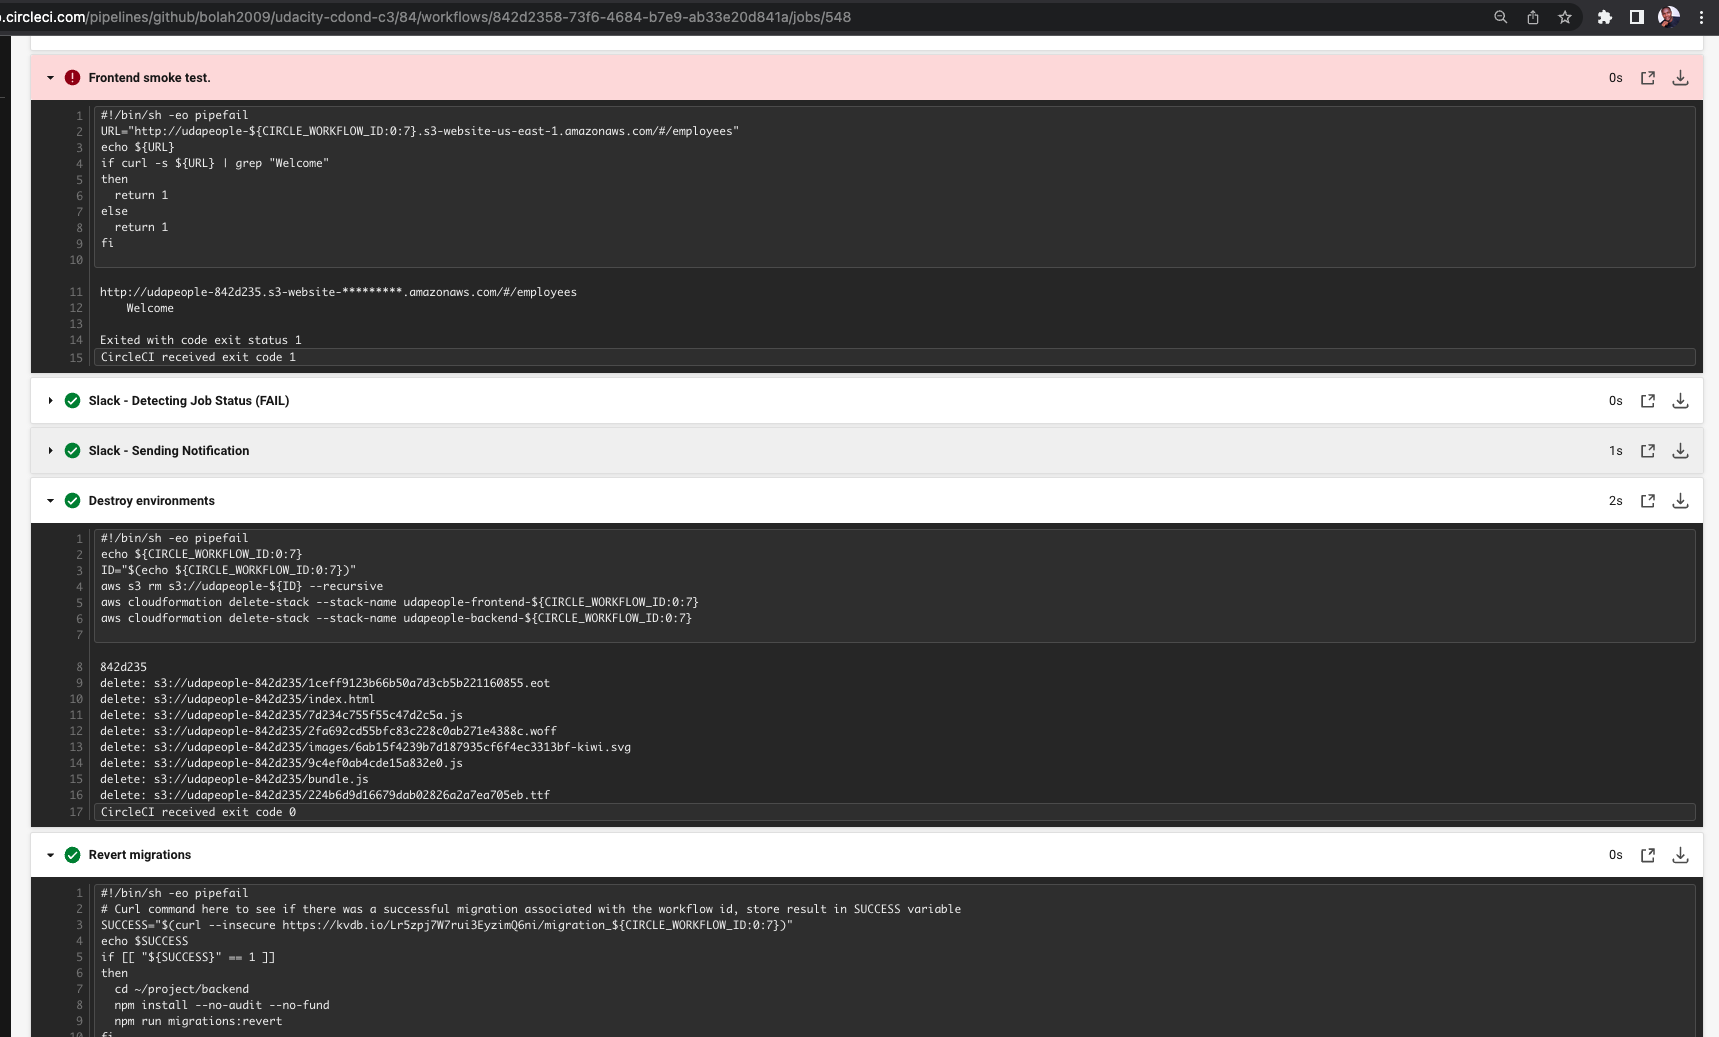 .circleci.com/pipelines/github/bolah2009/udacity-cdond-c3/84/workflows/842d2358-73f6-4684-b7e9-ab33e20d841a/jobs/548
Frontend smoke test. 0s
1 #!/bin/sh -eo pipefail
2 URL="http://udapeople-${CIRCLE_WORKFLOW_ID:0:7}.s3-website-us-east-1.amazonaws.com/#/employees"
3 echo ${URL}
4 if curl -s ${URL} | grep "Welcome"
5 then
6 return 1
7 else
8 return 1
9 fi
10
11 http://udapeople-842d235.s3-website-*********.amazonaws.com/#/employees
12 Welcome
13
14 Exited with code exit status 1
15 CircleCI received exit code 1
Slack - Detecting Job Status (FAIL) 0s
Slack - Sending Notification 1s
Destroy environments 2s
1 #!/bin/sh -eo pipefail
2 echo ${CIRCLE_WORKFLOW_ID:0:7}
3 ID="$(echo ${CIRCLE_WORKFLOW_ID:0:7})"
4 aws s3 rm s3://udapeople-${ID} --recursive
5 aws cloudformation delete-stack --stack-name udapeople-frontend-${CIRCLE_WORKFLOW_ID:0:7}
6 aws cloudformation delete-stack --stack-name udapeople-backend-${CIRCLE_WORKFLOW_ID:0:7}
7
8 842d235
9 delete: s3://udapeople-842d235/1ceff9123b66b50a7d3cb5b221160855.eot
10 delete: s3://udapeople-842d235/index.html
11 delete: s3://udapeople-842d235/7d234c755f55c47d2c5a.js
12 delete: s3://udapeople-842d235/2fa692cd55bfc83c228c0ab271e4388c.woff
13 delete: s3://udapeople-842d235/images/6ab15f4239b7d187935cf6f4ec3313bf-kiwi.svg
14 delete: s3://udapeople-842d235/9c4ef0ab4cde15a832e0.js
15 delete: s3://udapeople-842d235/bundle.js
16 delete: s3://udapeople-842d235/224b6d9d16679dab02826a2a7ea705eb.ttf
17 CircleCI received exit code 0
Revert migrations 0s
1 #!/bin/sh -eo pipefail
2 # Curl command here to see if there was a successful migration associated with the workflow id, store result in SUCCESS variable
3 SUCCESS="$(curl --insecure https://kvdb.io/Lr5zpj7W7rui3EyzimQ6ni/migration_${CIRCLE_WORKFLOW_ID:0:7})"
4 echo $SUCCESS
5 if [[ "${SUCCESS}" == 1 ]]
6 then
7 cd ~/project/backend
8 npm install --no-audit --no-fund
9 npm run migrations:revert
10 fi